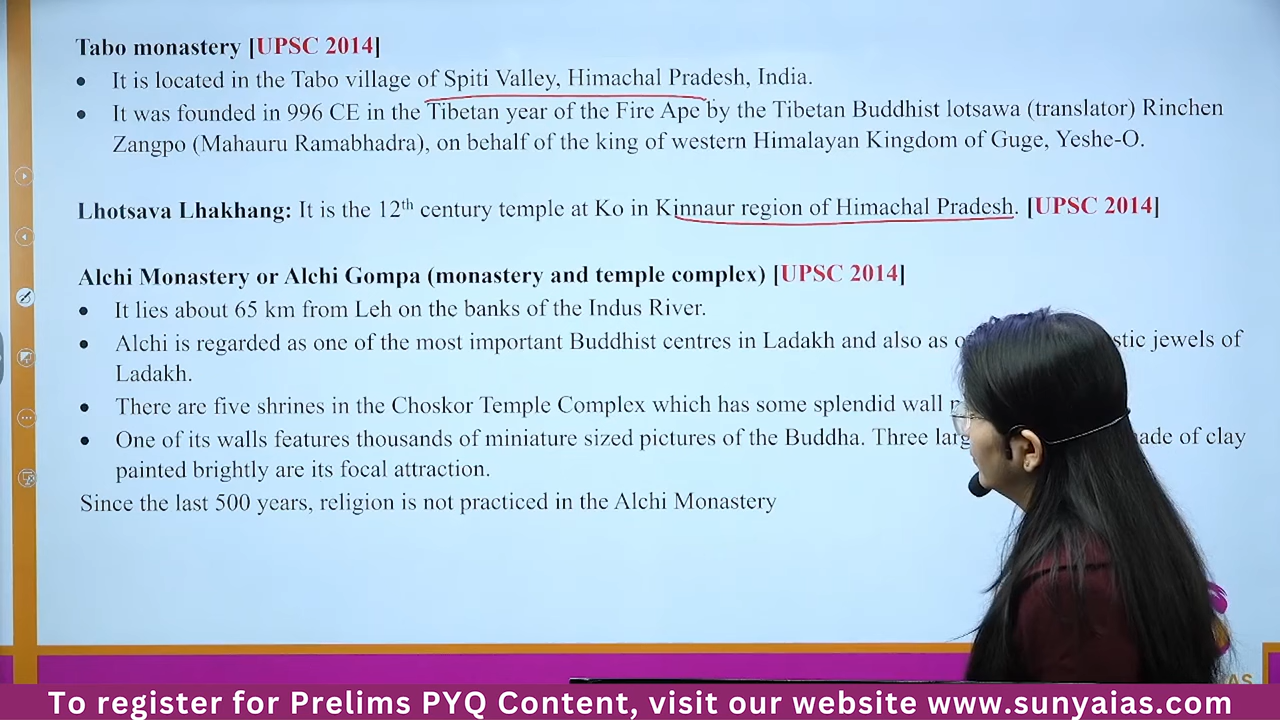 Tabo monastery [UPSC 2014]
• It is located in the Tabo village of Spiti Valley, Himachal Pradesh, India.
• It was founded in 996 CE in the Tibetan year of the Fire Ape by the Tibetan Buddhist lotsawa (translator) Rinchen
Zangpo (Mahauru Ramabhadra), on behalf of the king of western Himalayan Kingdom of Guge, Yeshe-O.
Lhotsava Lhakhang: It is the 12th century temple at Ko in Kinnaur region of Himachal Pradesh. [UPSC 2014]
Alchi Monastery or Alchi Gompa (monastery and temple complex) [UPSC 2014]
• It lies about 65 km from Leh on the banks of the Indus River.
• Alchi is regarded as one of the most important Buddhist centres in Ladakh and also as jewels of
Ladakh.
• There are five shrines in the Choskor Temple Complex which has some splendid wall
• One of its walls features thousands of miniature sized pictures of the Buddha. Three of clay
painted brightly are its focal attraction.
Since the last 500 years, religion is not practiced in the Alchi Monastery
AS
To register for Prelims PYQ Content, visit our website www.sunyaias.com